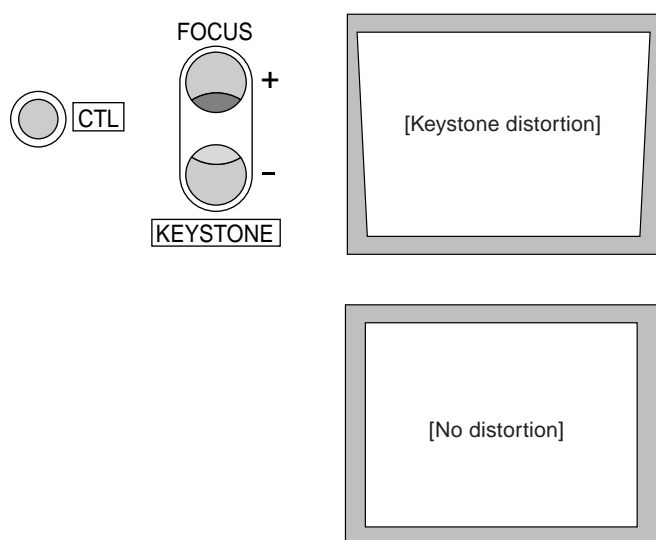 FOCUS
+
CTL
-
KEYSTONE
[Keystone distortion]
[No distortion]